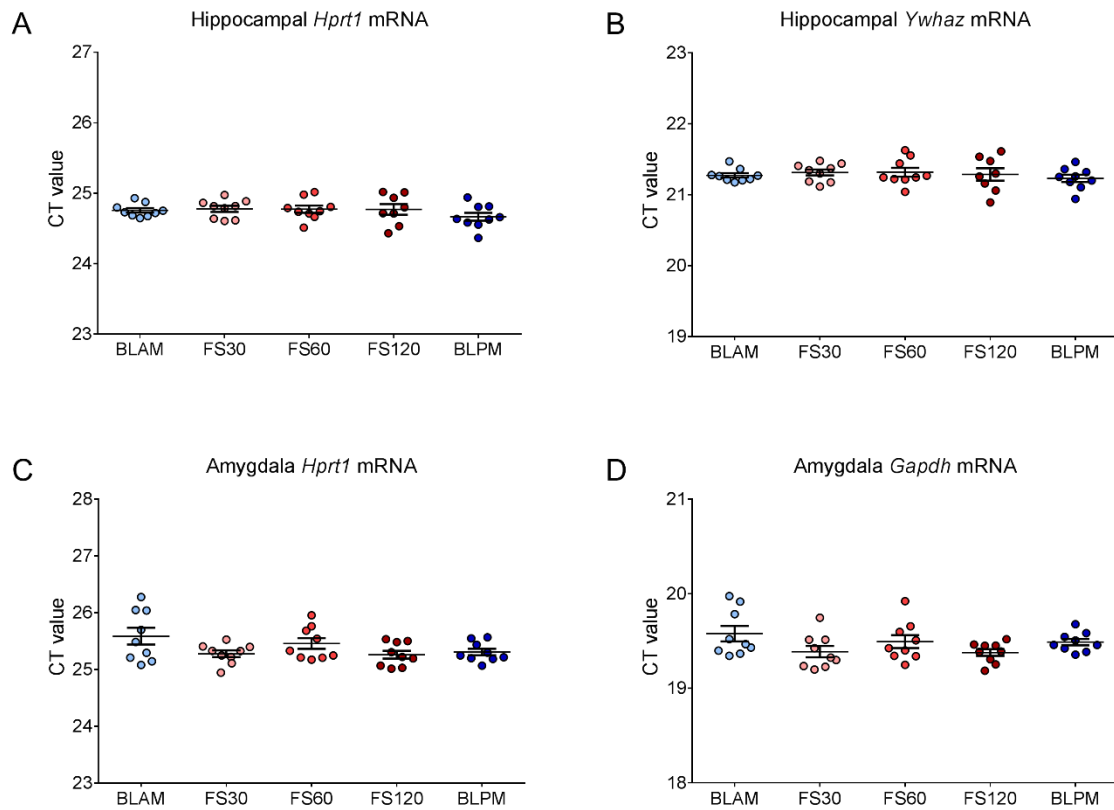 A
Hippocampal Hprt1 mRNA
CT value
27
26
25
24
23
BLAM FS30 FS60 FS120 BLPM
B
Hippocampal Ywhaz mRNA
CT value
23
22
21
20
19
BLAM FS30 FS60 FS120 BLPM
C
Amygdala Hprt1 mRNA
CT value
28
27
26
25
24
23
BLAM FS30 FS60 FS120 BLPM
D
Amygdala Gapdh mRNA
CT value
21
20
19
18
BLAM FS30 FS60 FS120 BLPM